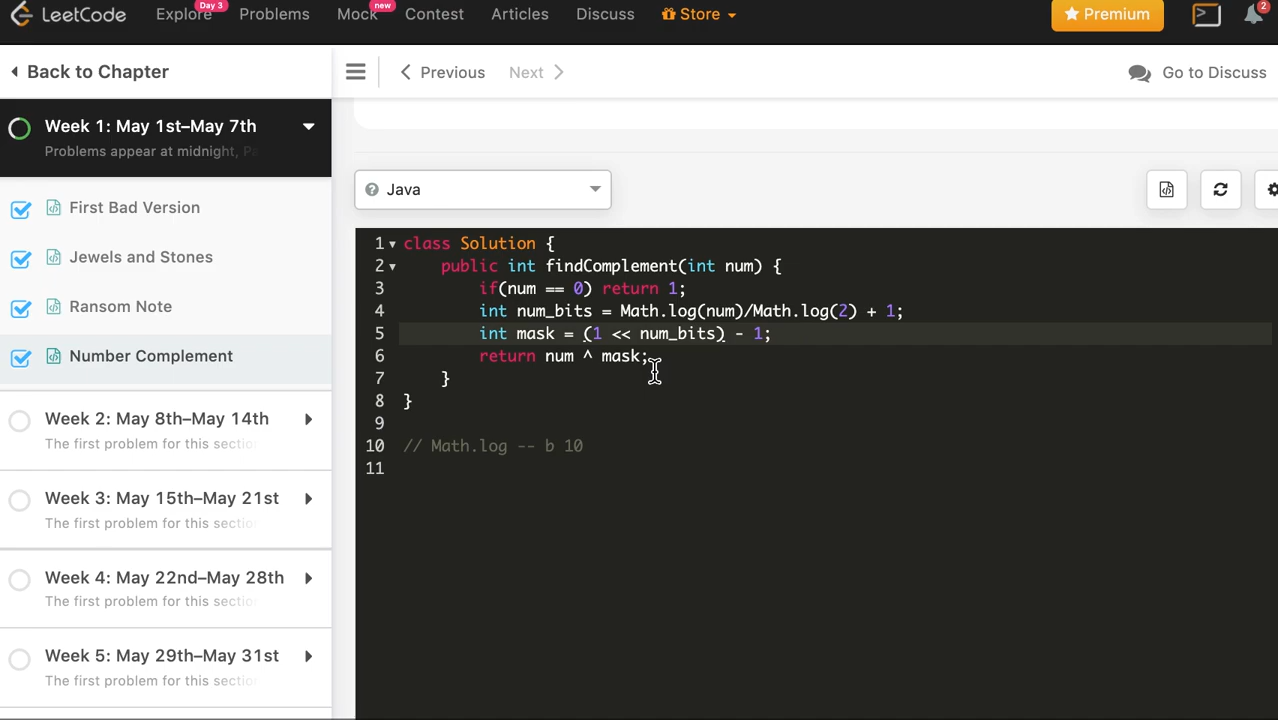 LeetCode
Explore Day 3
Problems
Mock new
Contest
Articles
Discuss
Store
Premium
2
Back to Chapter
Previous
Next
Go to Discuss
Week 1: May 1st–May 7th
Problems appear at midnight,
First Bad Version
Jewels and Stones
Ransom Note
Number Complement
Week 2: May 8th–May 14th
The first problem for this
Week 3: May 15th–May 21st
The first problem for this
Week 4: May 22nd–May 28th
The first problem for this
Week 5: May 29th–May 31st
The first problem for this
Java
1 class Solution {
2 public int findComplement(int num) {
3 if(num == 0) return 1;
4 int num_bits = Math.log(num)/Math.log(2) + 1;
5 int mask = (1 << num_bits) - 1;
6 return num ^ mask;
7 }
8 }
9
10 // Math.log -- b 10
11